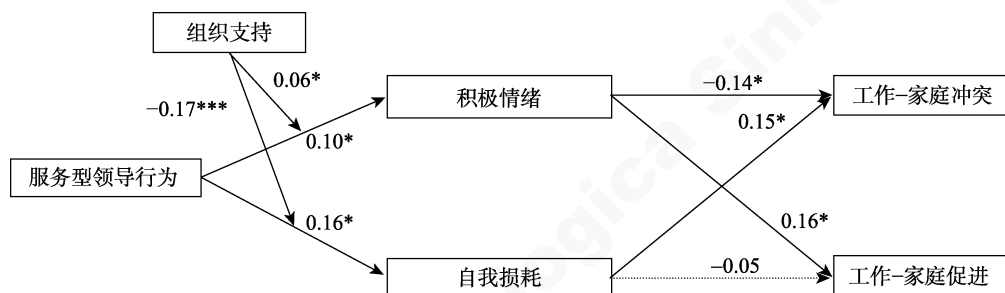 组织支持
0.06*
−0.17***
积极情绪
−0.14*
工作−家庭冲突
0.15*
0.10*
服务型领导行为
0.16*
0.16*
自我损耗
−0.05
工作−家庭促进
ogica Sinic